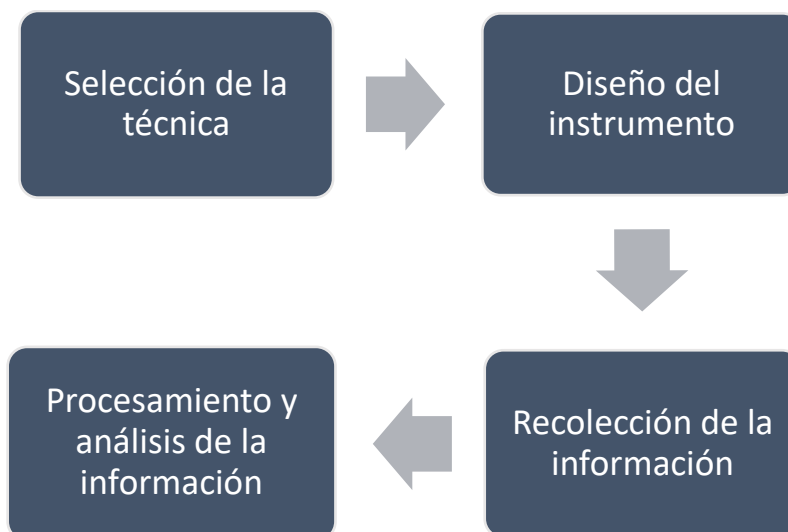 Selección de la
técnica
Diseño del
instrumento
Recolección de la
información
Procesamiento y
análisis de la
información